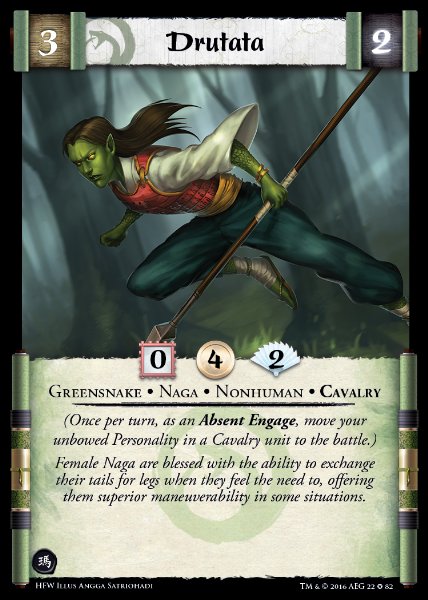 3 Drutata 2
0 4 2
Greensnake • Naga • Nonhuman • Cavalry
(Once per turn, as an Absent Engage, move your
unbowed Personality in a Cavalry unit to the battle.)
Female Naga are blessed with the ability to exchange
their tails for legs when they feel the need to, offering
them superior maneuverability in some situations.
瑪
HFW Illus Angga Satriohadi TM & © 2016 AEG 22 ✪ 82